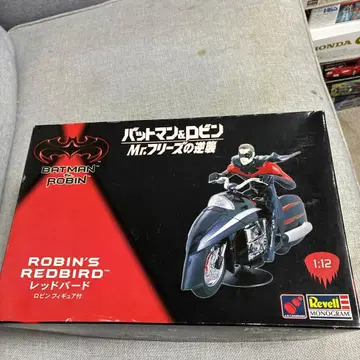 バットマン&ロビン
Mr.フリーズの逆襲
BATMAN
&
ROBIN™
ROBIN'S
REDBIRD™
レッドバード
ロビン フィギュア付
1:12
Revell
MONOGRAM
HONDA